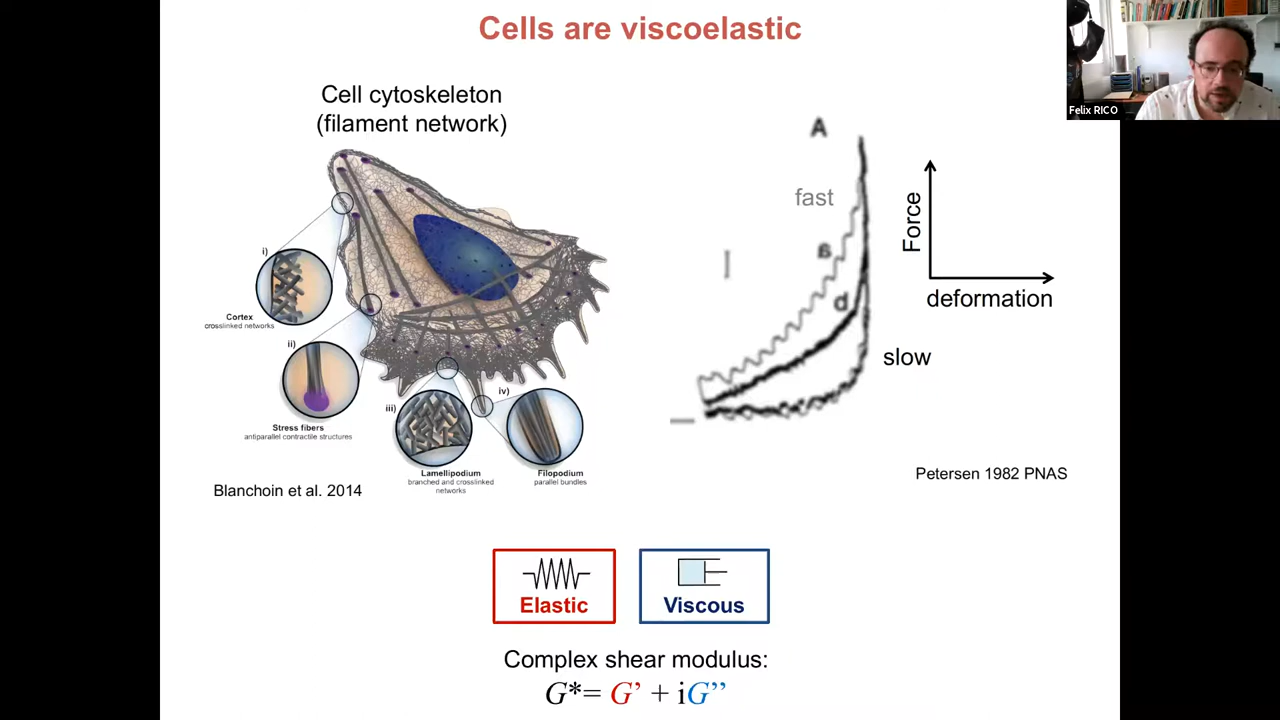 Cells are viscoelastic
Felix RICO
Cell cytoskeleton
(filament network)
i)
Cortex
crosslinked networks
ii)
Stress fibers
antiparallel contractile structures
iii)
Lamellipodium
branched and crosslinked
networks
iv)
Filopodium
parallel bundles
Blanchoin et al. 2014
A
fast
a
d
slow
Force
deformation
Petersen 1982 PNAS
Elastic
Viscous
Complex shear modulus:
G*= G’ + iG’’